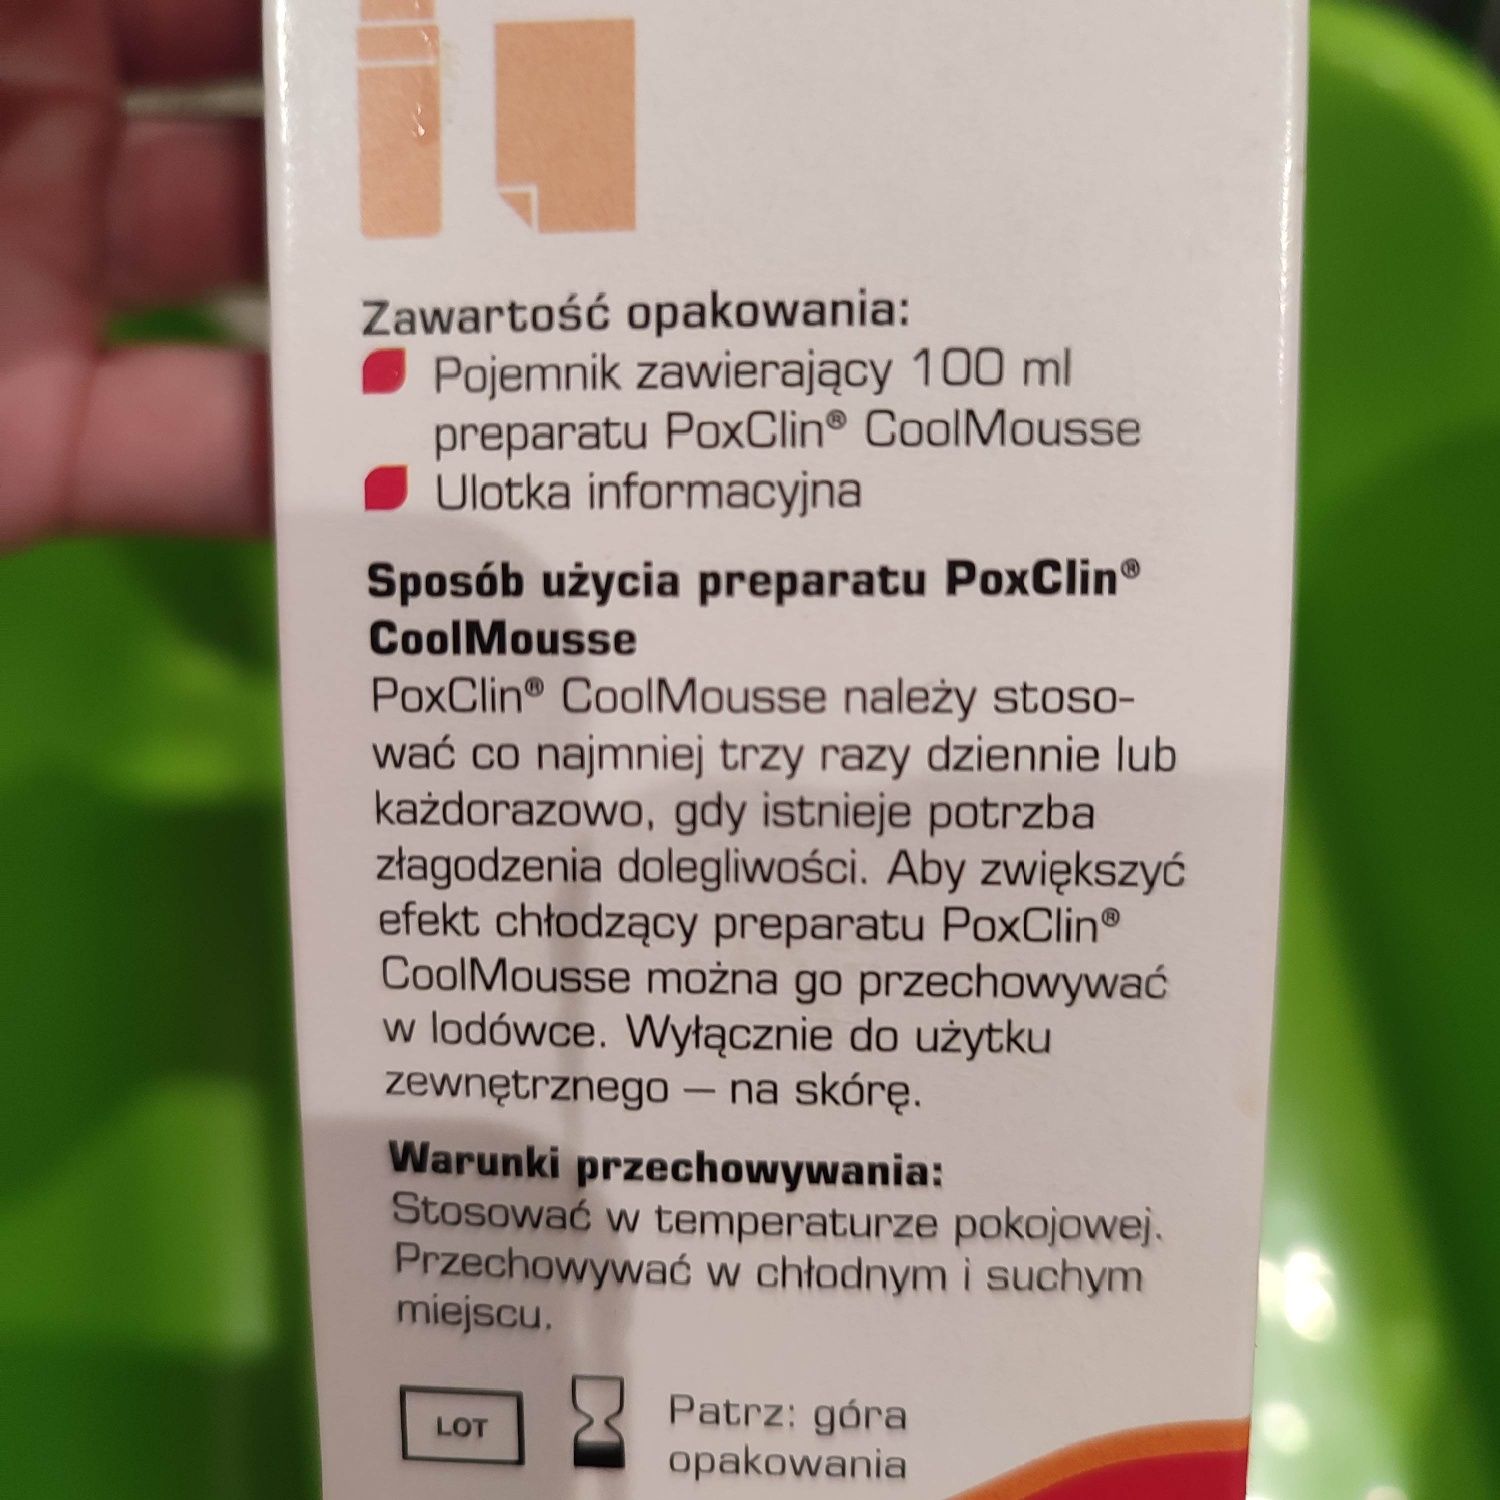 Zawartość opakowania:
Pojemnik zawierający 100 ml
preparatu PoxClin® CoolMousse
Ulotka informacyjna
Sposób użycia preparatu PoxClin®
CoolMousse
PoxClin® CoolMousse należy stoso-
wać co najmniej trzy razy dziennie lub
każdorazowo, gdy istnieje potrzba
złagodzenia dolegliwości. Aby zwiększyć
efekt chłodzący preparatu PoxClin®
CoolMousse można go przechowywać
w lodówce. Wyłącznie do użytku
zewnętrznego – na skórę.
Warunki przechowywania:
Stosować w temperaturze pokojowej.
Przechowywać w chłodnym i suchym
miejscu.
LOT
Patrz: góra
opakowania